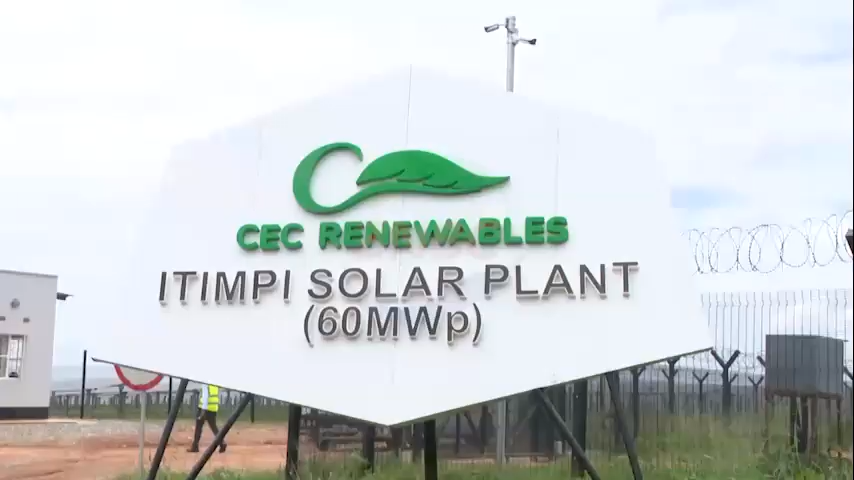 CEC RENEWABLES
ITIMPI SOLAR PLANT
(60MWp)